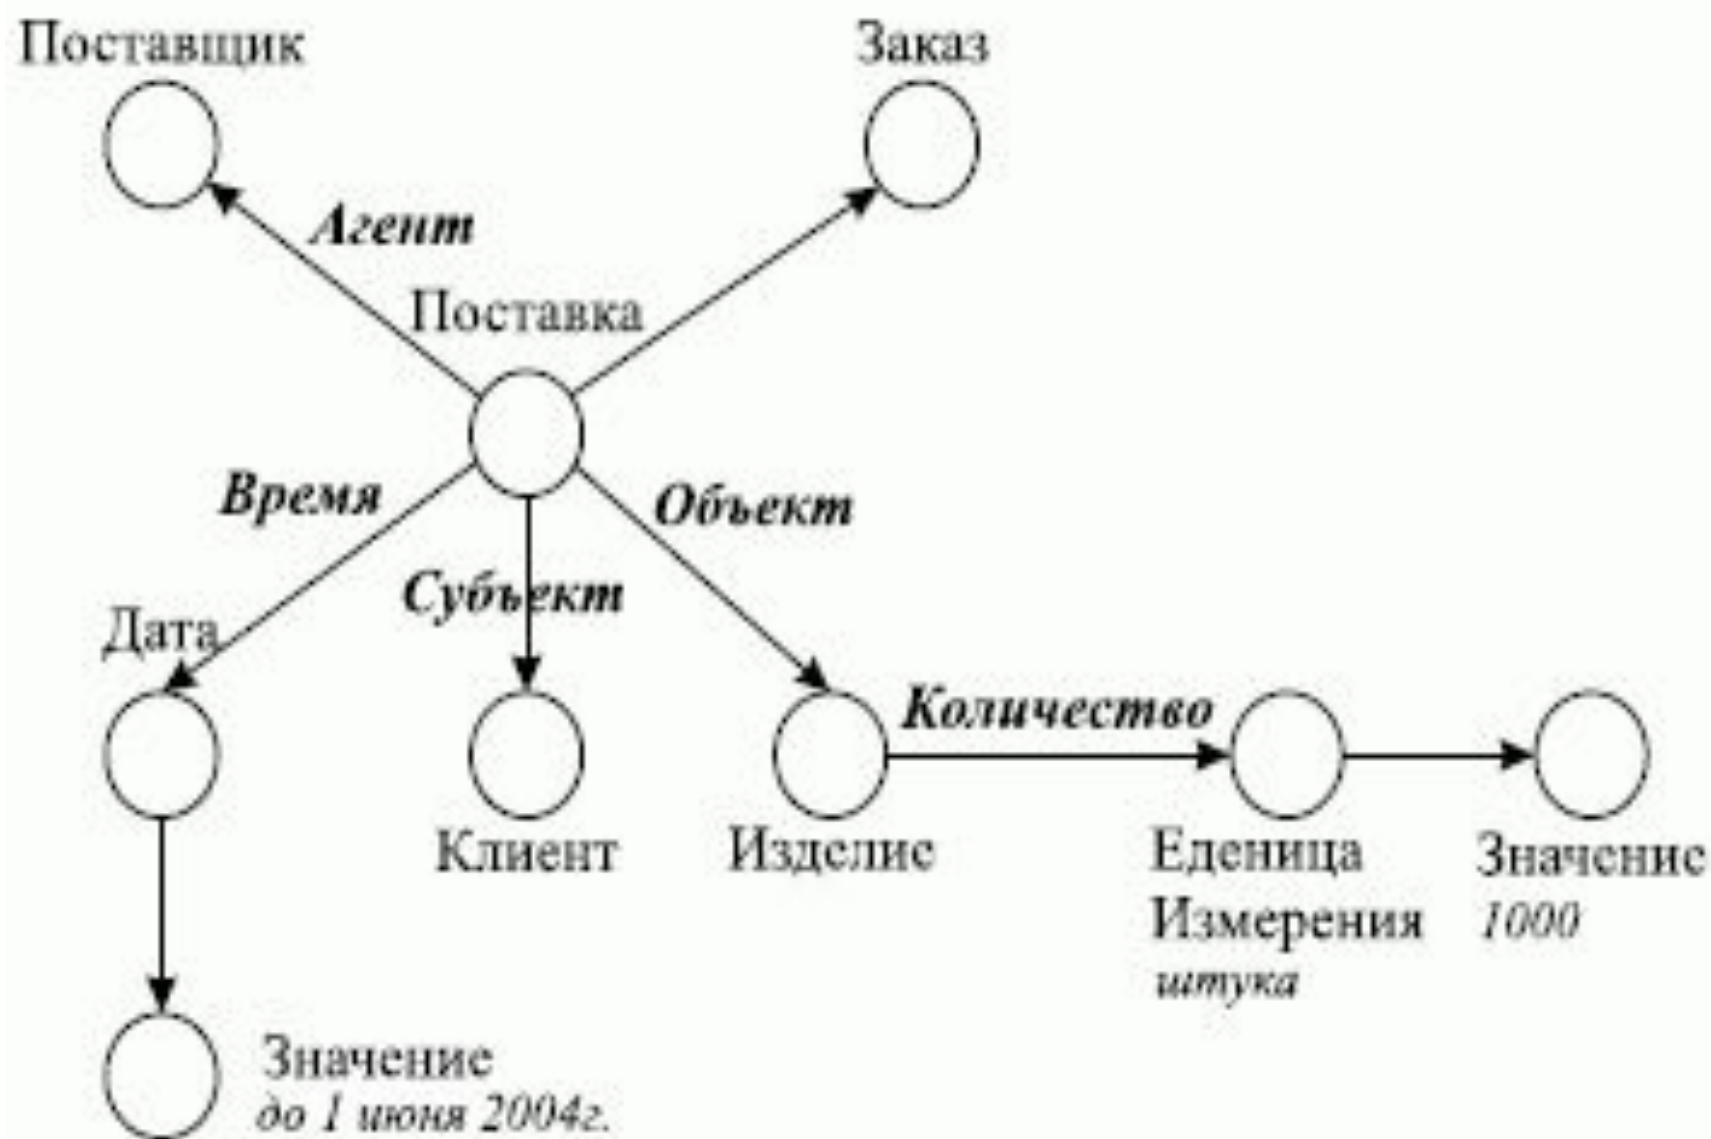 Поставщик
Заказ
Агент
Поставка
Время
Объект
Субъект
Дата
Количество
Клиент
Изделие
Еденица
Измерения
штука
Значение
1000
Значение
до 1 июня 2004г.